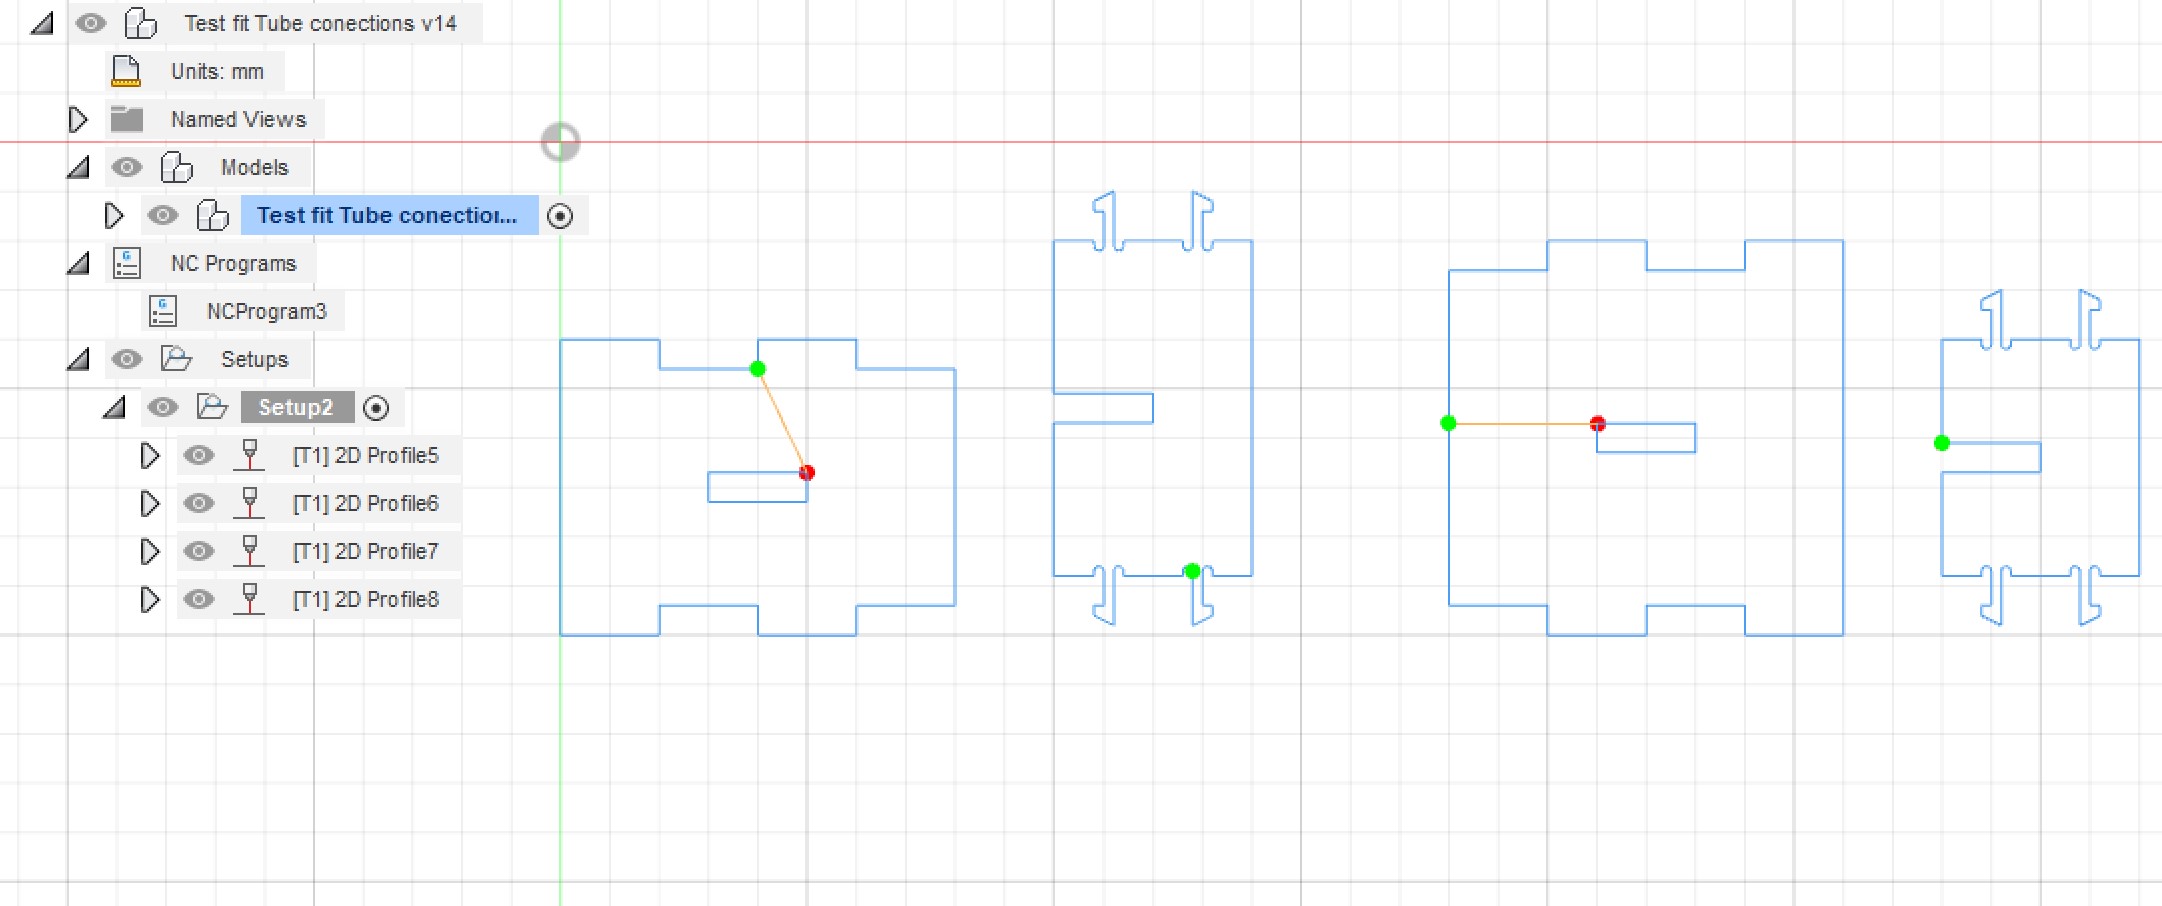 Test fit Tube conections v14
Units: mm
Named Views
Models
Test fit Tube conection...
NC Programs
NCProgram3
Setups
Setup2
[T1] 2D Profile5
[T1] 2D Profile6
[T1] 2D Profile7
[T1] 2D Profile8